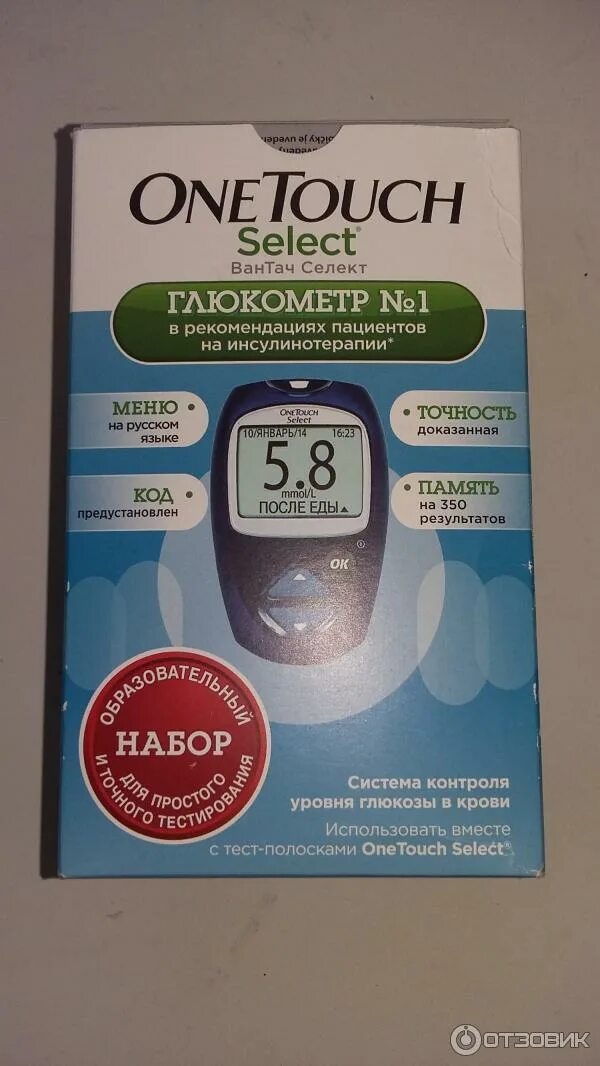 ONETOUCH
Select®
ВанТач Селект
ГЛЮКОМЕТР №1
в рекомендациях пациентов
на инсулинотерапии*
МЕНЮ
на русском
языке
КОД
предустановлен
ONETOUCH
Select
10/ЯНВАРЬ/14 16:23
5.8
mmol/L
ПОСЛЕ ЕДЫ▲
OK
• ТОЧНОСТЬ
доказанная
• ПАМЯТЬ
на 350
результатов
ОБРАЗОВАТЕЛЬНЫЙ
НАБОР
ДЛЯ ПРОСТОГО
И ТОЧНОГО ТЕСТИРОВАНИЯ
Система контроля
уровня глюкозы в крови
Использовать вместе
с тест-полосками OneTouch Select®
ОТЗОВИК